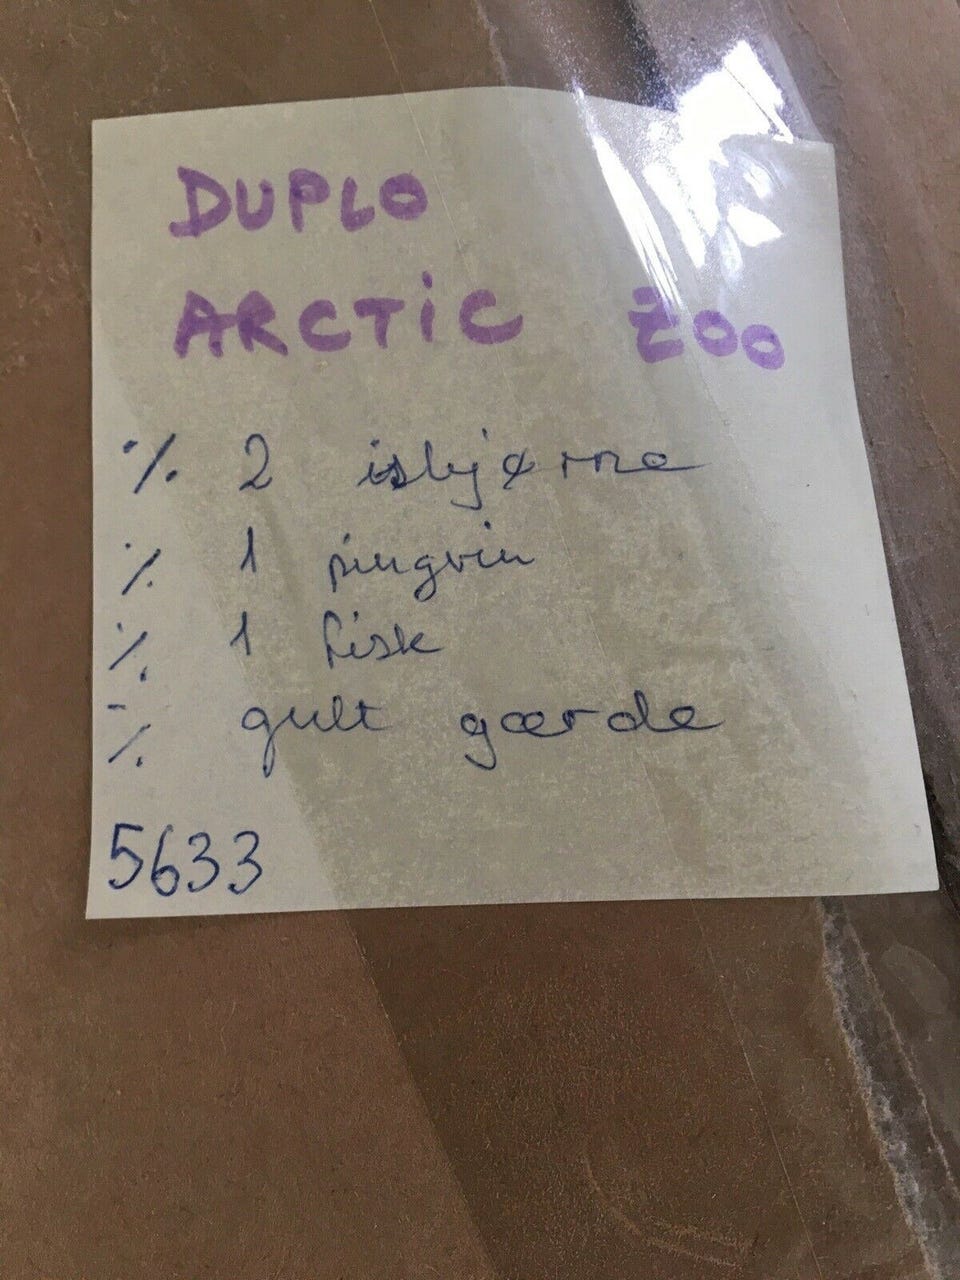 DUPLO
ARCTIC ZOO
% 2 isbjørne
% 1 pingvin
% 1 fisk
% gult gærde
5633